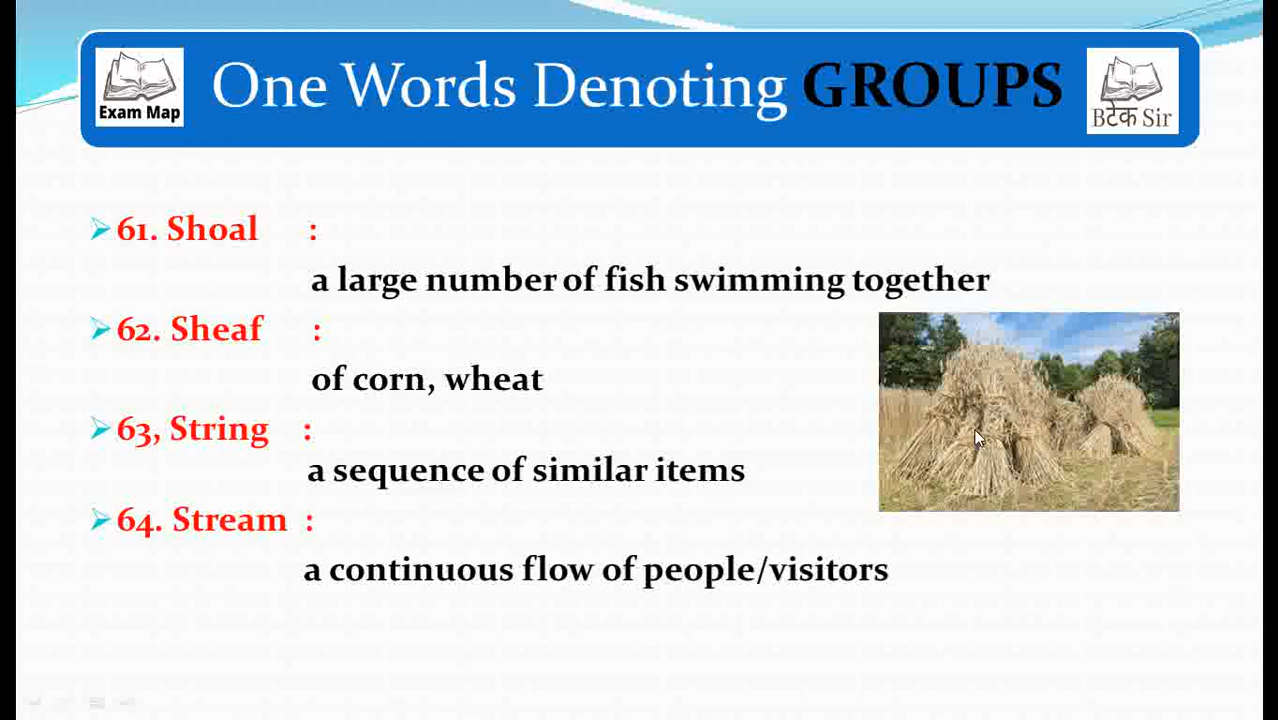 One Words Denoting GROUPS
Exam Map
Bटेक Sir
61. Shoal :
a large number of fish swimming together
62. Sheaf :
of corn, wheat
63, String :
a sequence of similar items
64. Stream :
a continuous flow of people/visitors